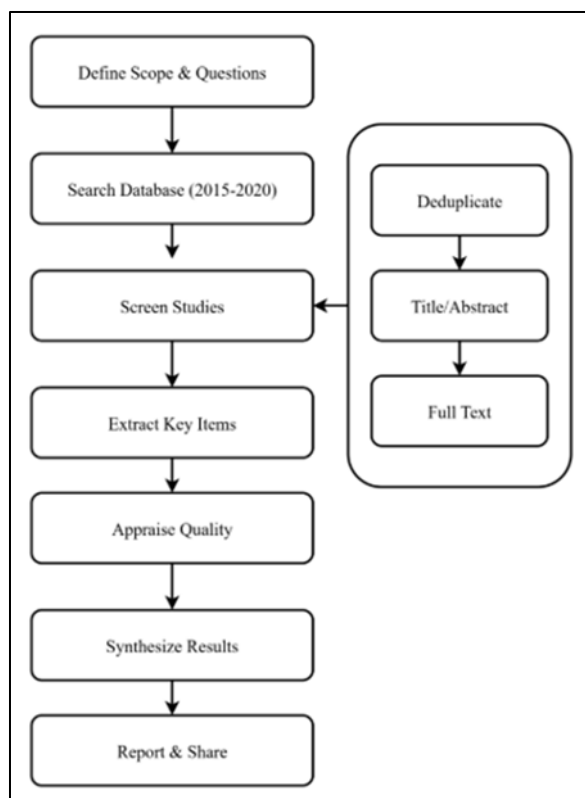 Define Scope & Questions
Search Database (2015-2020)
Screen Studies
Extract Key Items
Appraise Quality
Synthesize Results
Report & Share
Deduplicate
Title/Abstract
Full Text